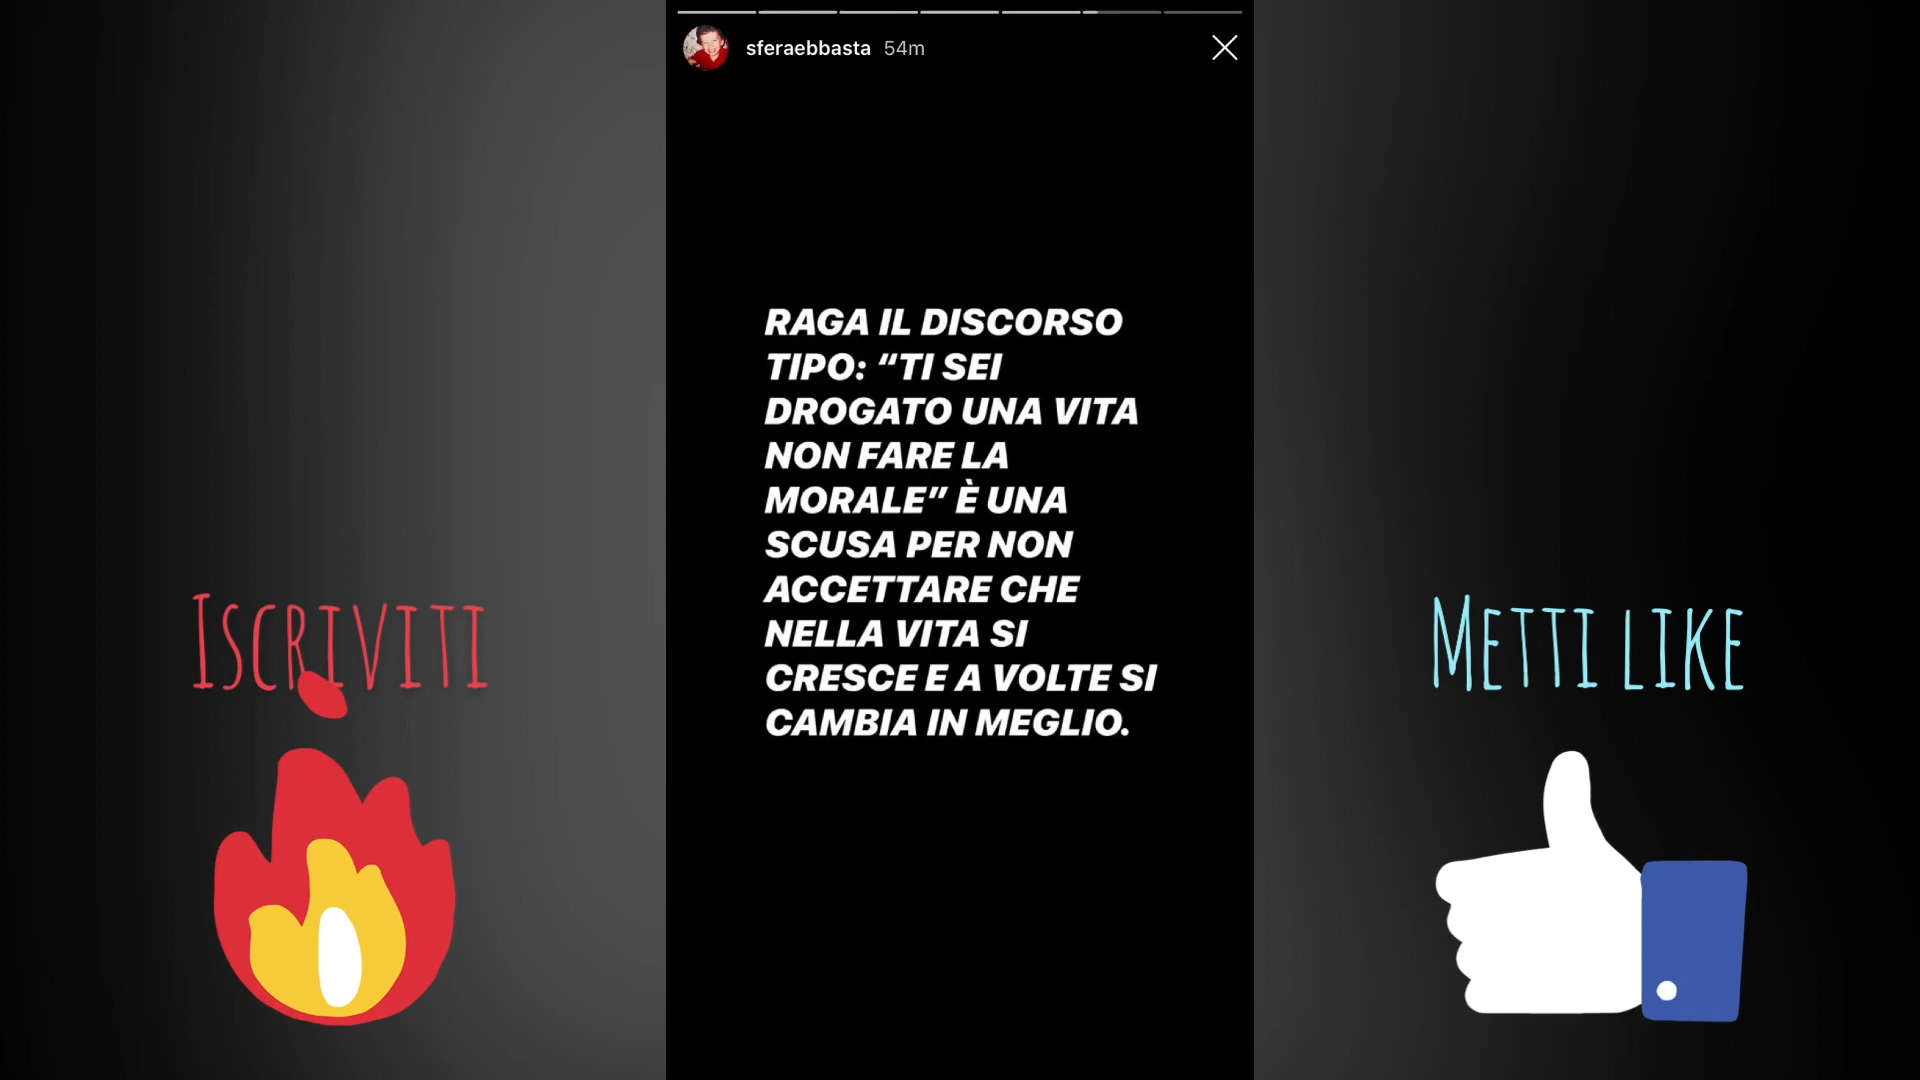 sferaebbasta 54m
RAGA IL DISCORSO
TIPO: “TI SEI
DROGATO UNA VITA
NON FARE LA
MORALE” È UNA
SCUSA PER NON
ACCETTARE CHE
NELLA VITA SI
CRESCE E A VOLTE SI
CAMBIA IN MEGLIO.
ISCRIVITI
METTI LIKE